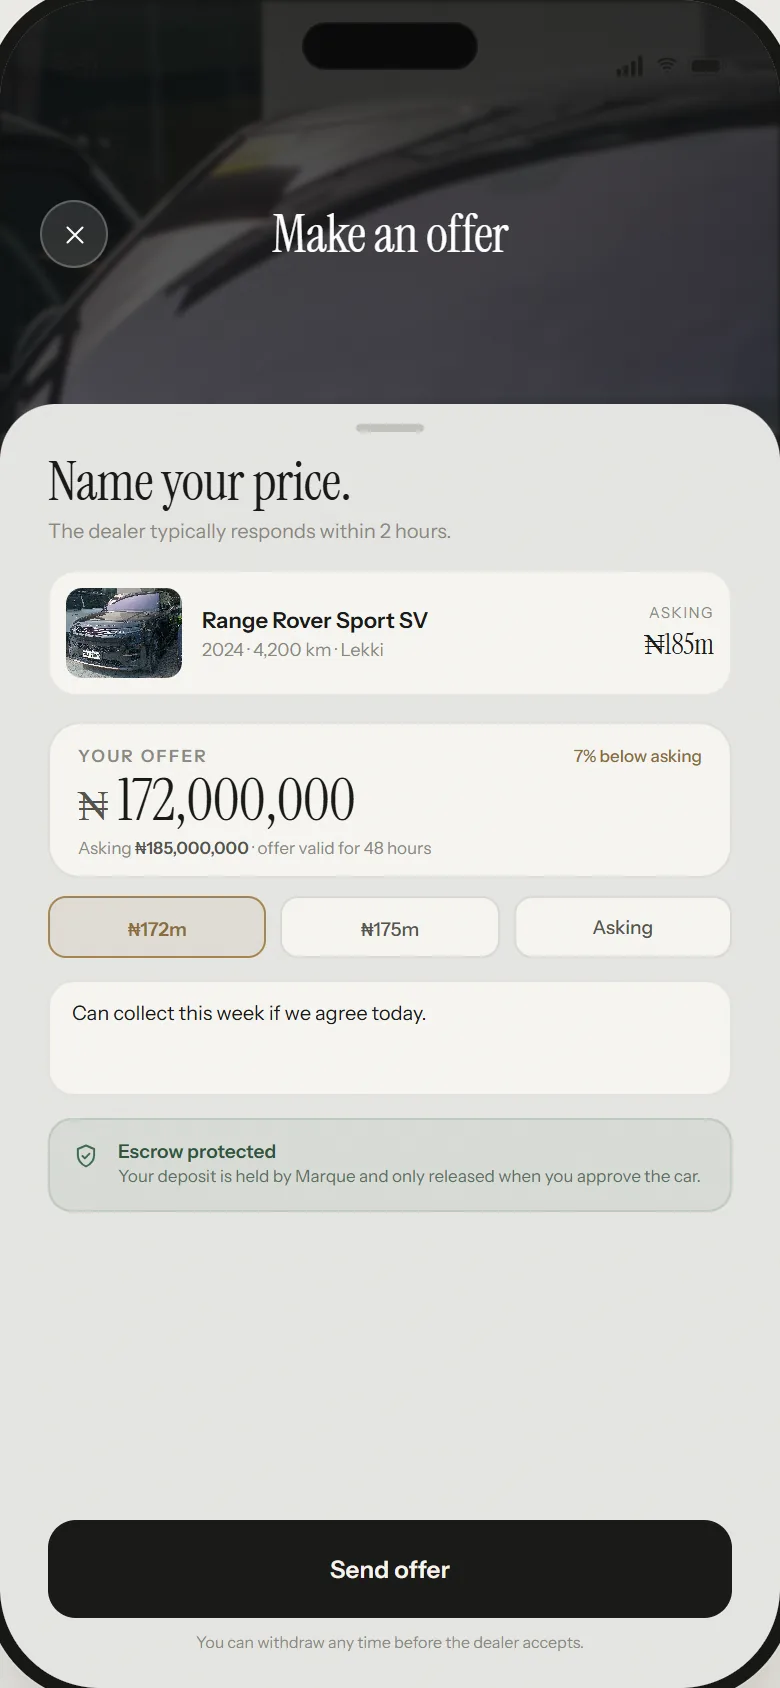 Make an offer
Name your price.
The dealer typically responds within 2 hours.
Range Rover Sport SV
2024 · 4,200 km · Lekki
ASKING
₦185m
YOUR OFFER
7% below asking
₦ 172,000,000
Asking ₦185,000,000 · offer valid for 48 hours
₦172m
₦175m
Asking
Can collect this week if we agree today.
Escrow protected
Your deposit is held by Marque and only released when you approve the car.
Send offer
You can withdraw any time before the dealer accepts.